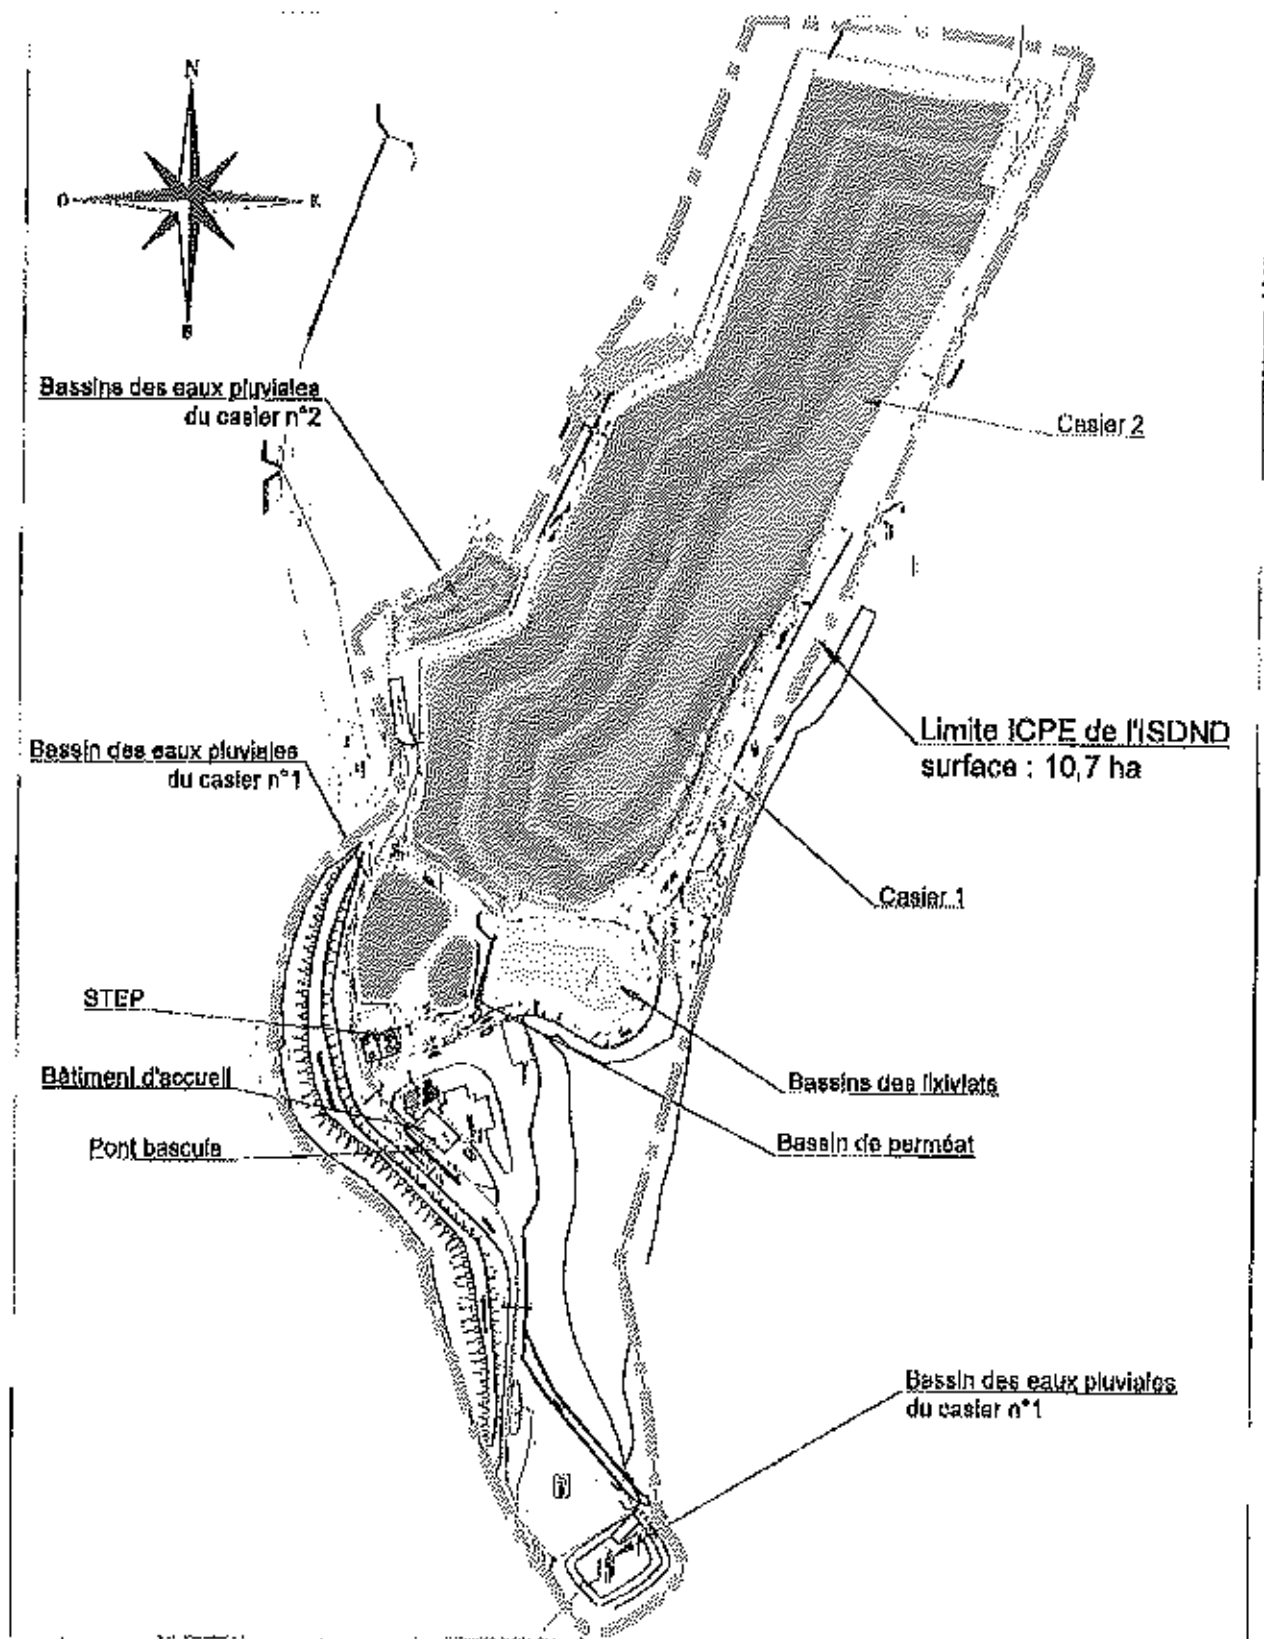 N
O
E
S
Bassins des eaux pluviales
du casier n°2
Casier 2
Limite ICPE de l'ISDND
surface : 10,7 ha
Bassin des eaux pluviales
du casier n°1
Casier 1
STEP
Bâtiment d'accueil
Pont bascule
Bassins des lixiviats
Bassin de perméat
Bassin des eaux pluviales
du casier n°1